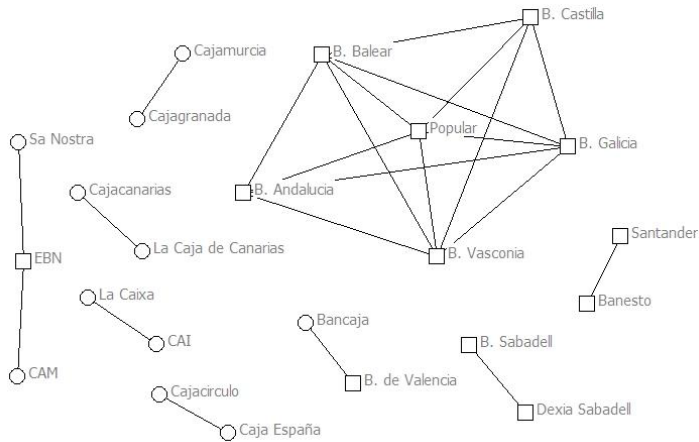 B. Castilla
Cajamurcia
B. Balear
Cajagranada
Popular
Sa Nostra
B. Galicia
Cajacanarias
B. Andalucia
Santander
La Caja de Canarias
B. Vasconia
EBN
La Caixa
Banesto
Bancaja
CAI
B. Sabadell
CAM
B. de Valencia
Cajacirculo
Dexia Sabadell
Caja España